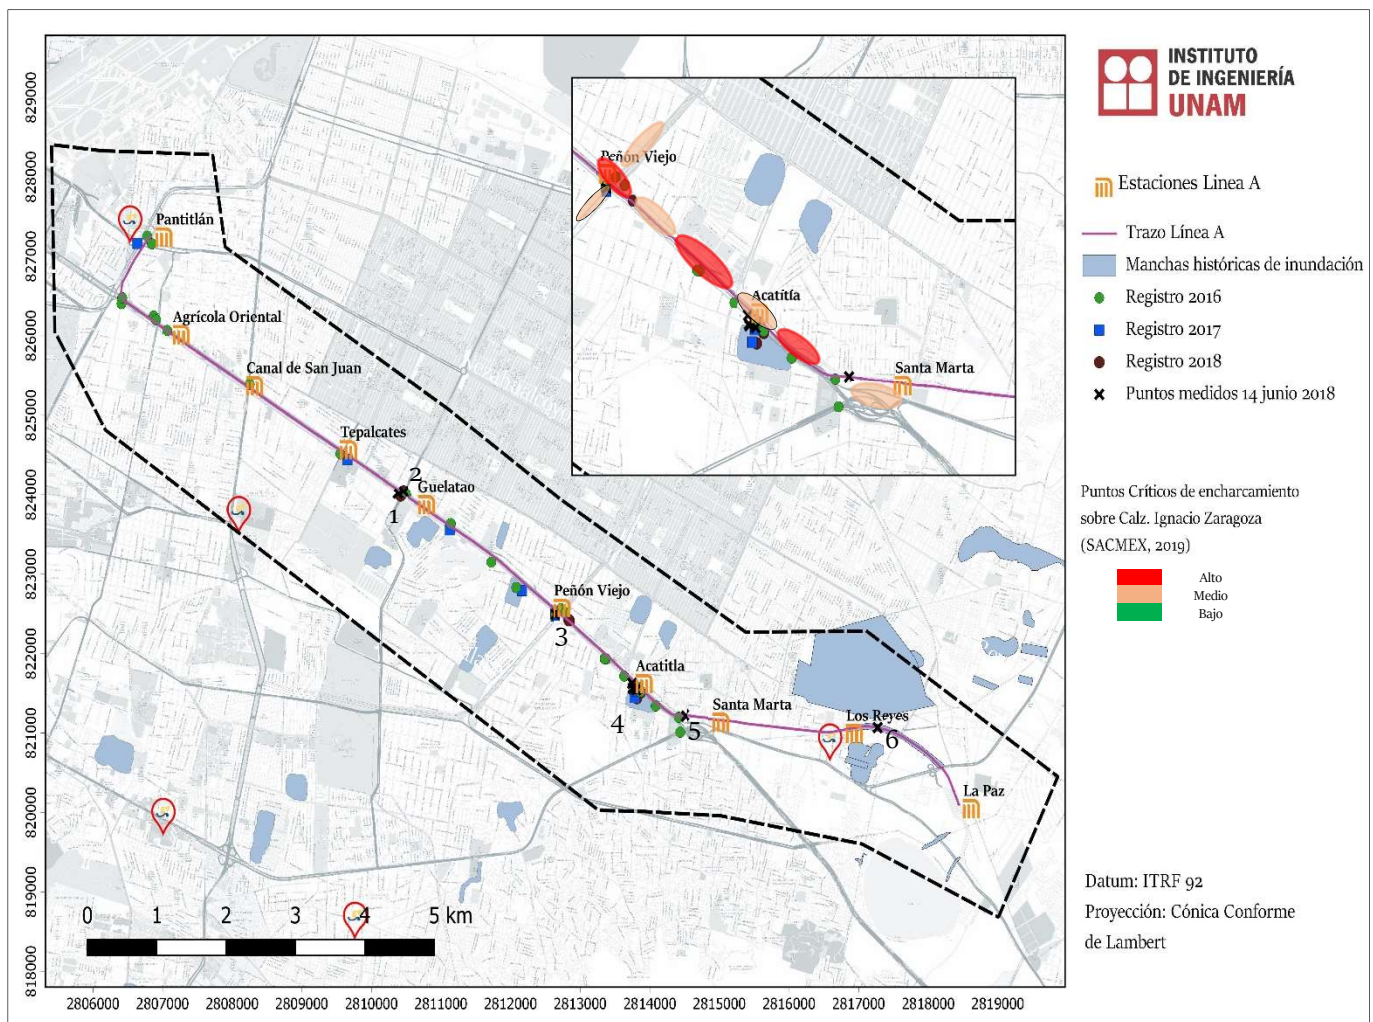 829000
828000
827000
826000
825000
824000
823000
822000
821000
820000
819000
818000
2806000
2807000
2808000
2809000
2810000
2811000
2812000
2813000
2814000
2815000
2816000
2817000
2818000
2819000
Pantitlán
Agrícola Oriental
Canal de San Juan
Tepalcates
2
Guelatao
1
Peñón Viejo
3
Acatitla
4
Santa Marta
5
Los Reyes
6
La Paz
0 1 2 3 4 5 km
Peñón Viejo
Acatitla
Santa Marta
INSTITUTO
DE INGENIERÍA
UNAM
Estaciones Linea A
Trazo Línea A
Manchas históricas de inundación
Registro 2016
Registro 2017
Registro 2018
Puntos medidos 14 junio 2018
Puntos Críticos de encharcamiento
sobre Calz. Ignacio Zaragoza
(SACMEX, 2019)
Alto
Medio
Bajo
Datum: ITRF 92
Proyección: Cónica Conforme
de Lambert